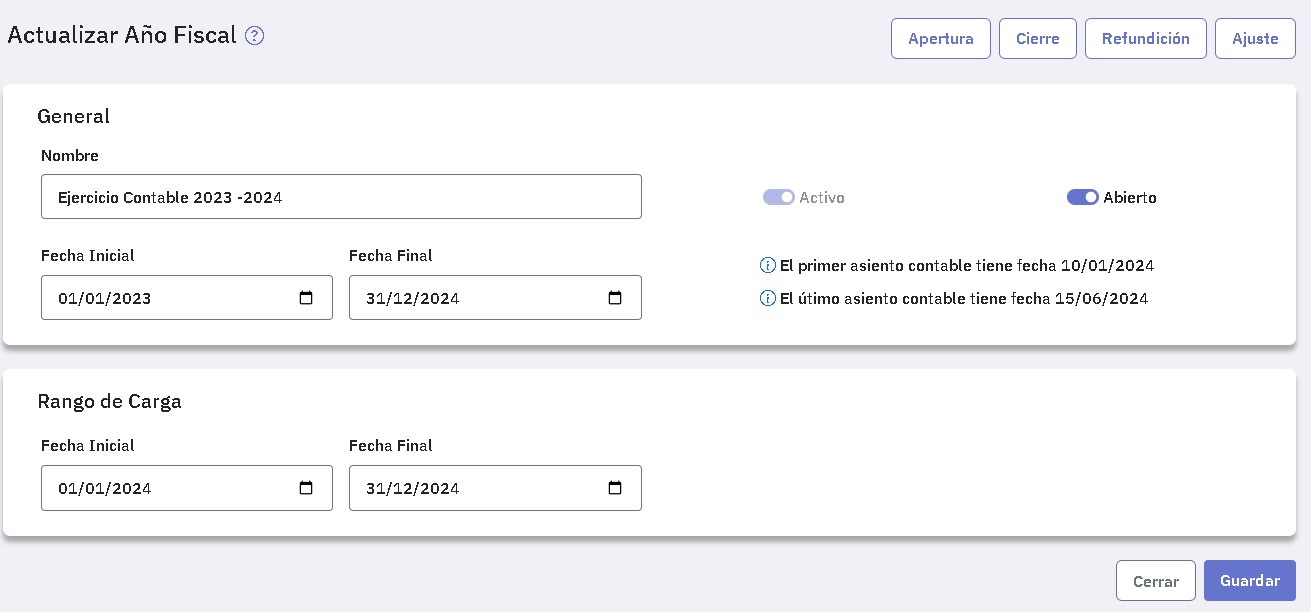 Actualizar Año Fiscal ?
Apertura
Cierre
Refundición
Ajuste
General
Nombre
Ejercicio Contable 2023 -2024
Activo
Abierto
Fecha Inicial
Fecha Final
01/01/2023
31/12/2024
El primer asiento contable tiene fecha 10/01/2024
El útimo asiento contable tiene fecha 15/06/2024
Rango de Carga
Fecha Inicial
Fecha Final
01/01/2024
31/12/2024
Cerrar
Guardar